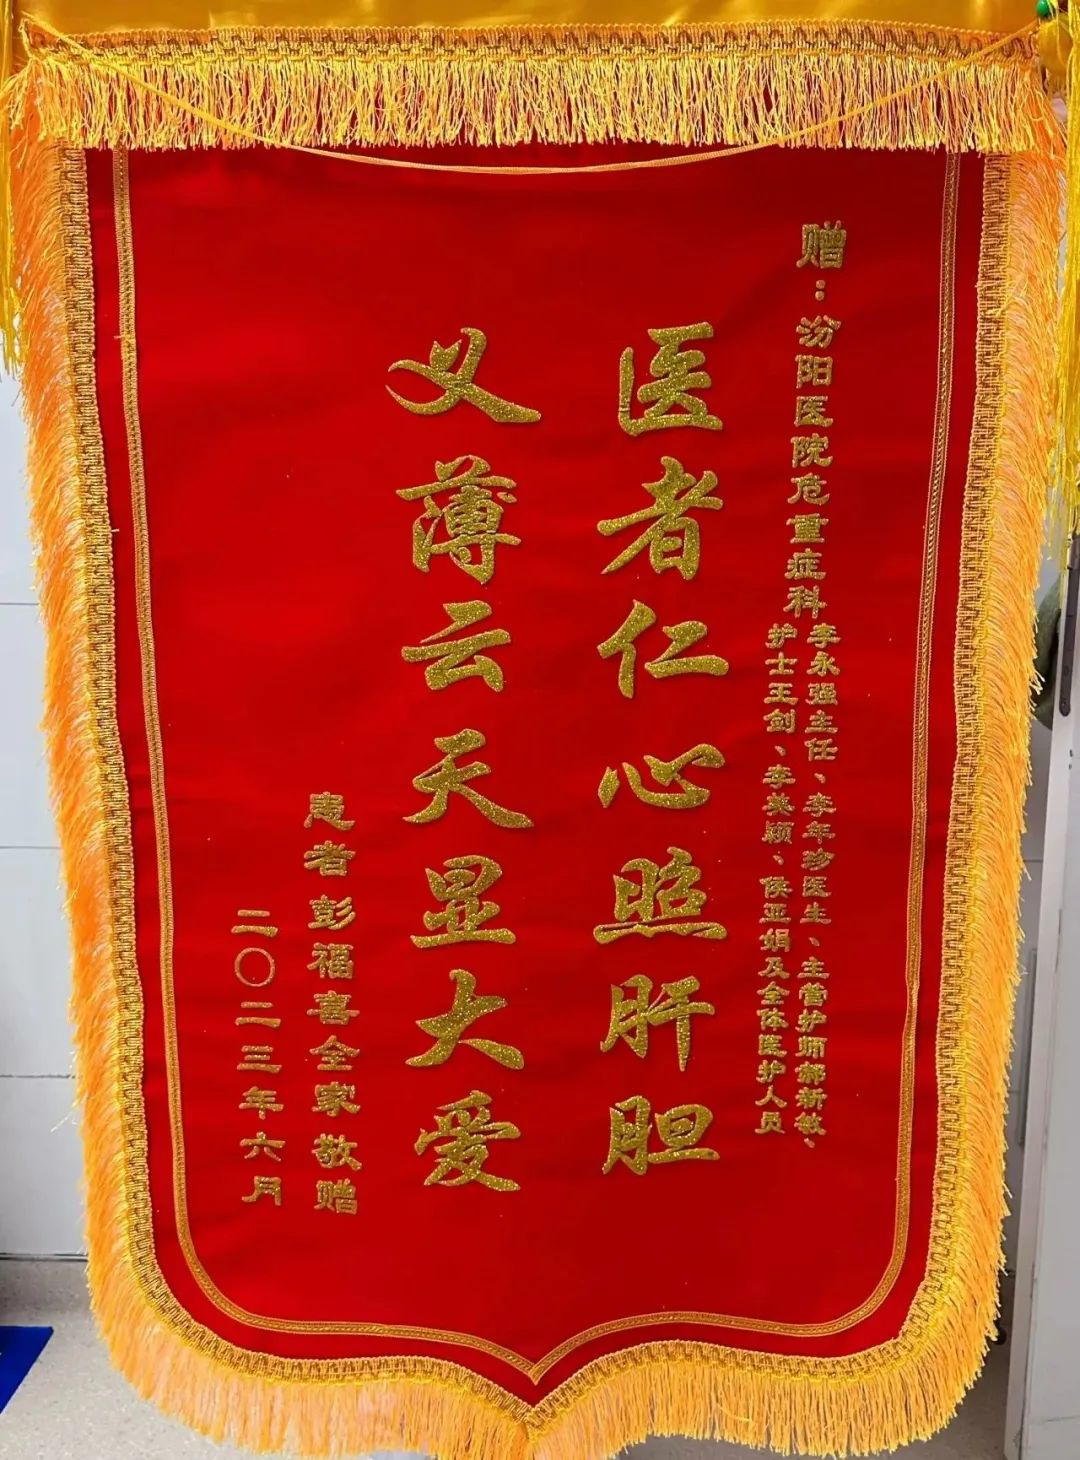 赠：汾阳医院危重症科
李永强主任、李年珍医生、主管护师郝新敏、
护士王剑、李美颖、侯亚娟及全体医护人员
医者仁心照肝胆
义薄云天显大爱
患者彭福喜全家敬赠
二〇二三年六月